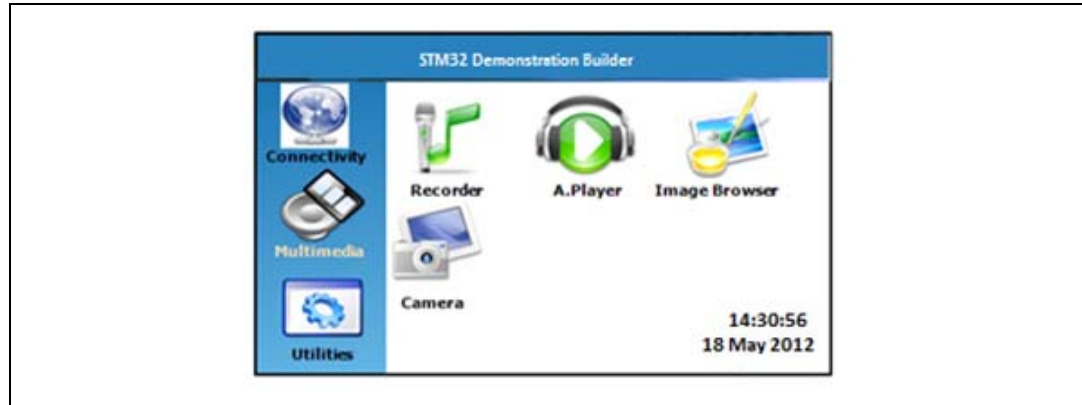 STM32 Demonstration Builder
Connectivity
Multimedia
Utilities
Recorder
A.Player
Image Browser
Camera
14:30:56
18 May 2012